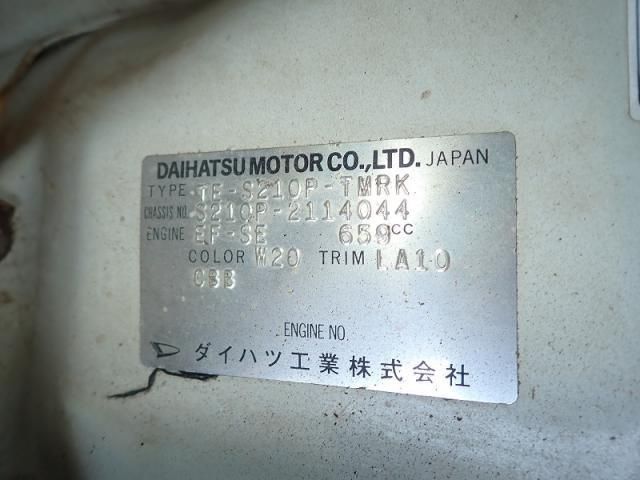 DAIHATSU MOTOR CO.,LTD. JAPAN
TYPE TE-S210P-TMRK
CHASSIS NO. S210P-2114044
ENGINE EF-SE 659CC
COLOR W20 TRIM LA10
CBB
ENGINE NO.
ダイハツ工業株式会社